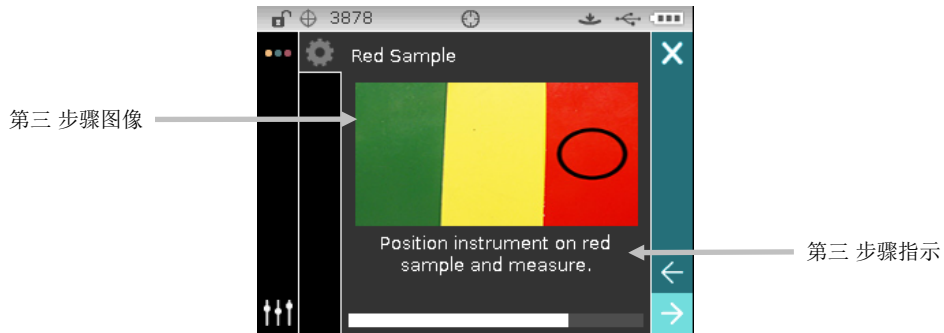 3878
Red Sample
第三 步骤图像
Position instrument on red
sample and measure.
第三 步骤指示